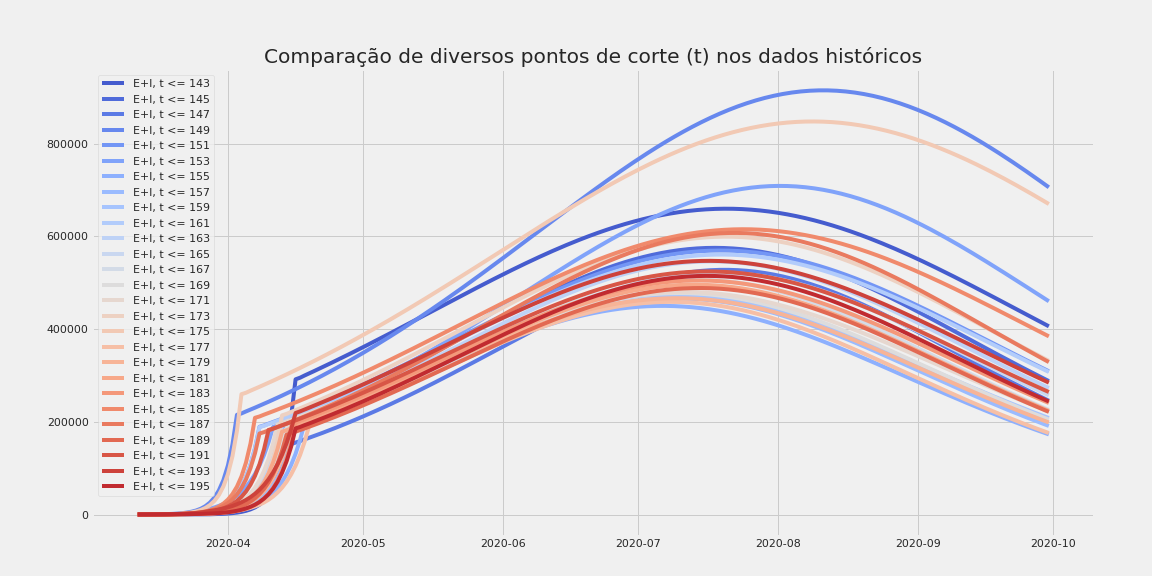 Comparação de diversos pontos de corte (t) nos dados históricos
E+I, t <= 143
E+I, t <= 145
E+I, t <= 147
E+I, t <= 149
E+I, t <= 151
E+I, t <= 153
E+I, t <= 155
E+I, t <= 157
E+I, t <= 159
E+I, t <= 161
E+I, t <= 163
E+I, t <= 165
E+I, t <= 167
E+I, t <= 169
E+I, t <= 171
E+I, t <= 173
E+I, t <= 175
E+I, t <= 177
E+I, t <= 179
E+I, t <= 181
E+I, t <= 183
E+I, t <= 185
E+I, t <= 187
E+I, t <= 189
E+I, t <= 191
E+I, t <= 193
E+I, t <= 195
800000
600000
400000
200000
0
2020-04 2020-05 2020-06 2020-07 2020-08 2020-09 2020-10